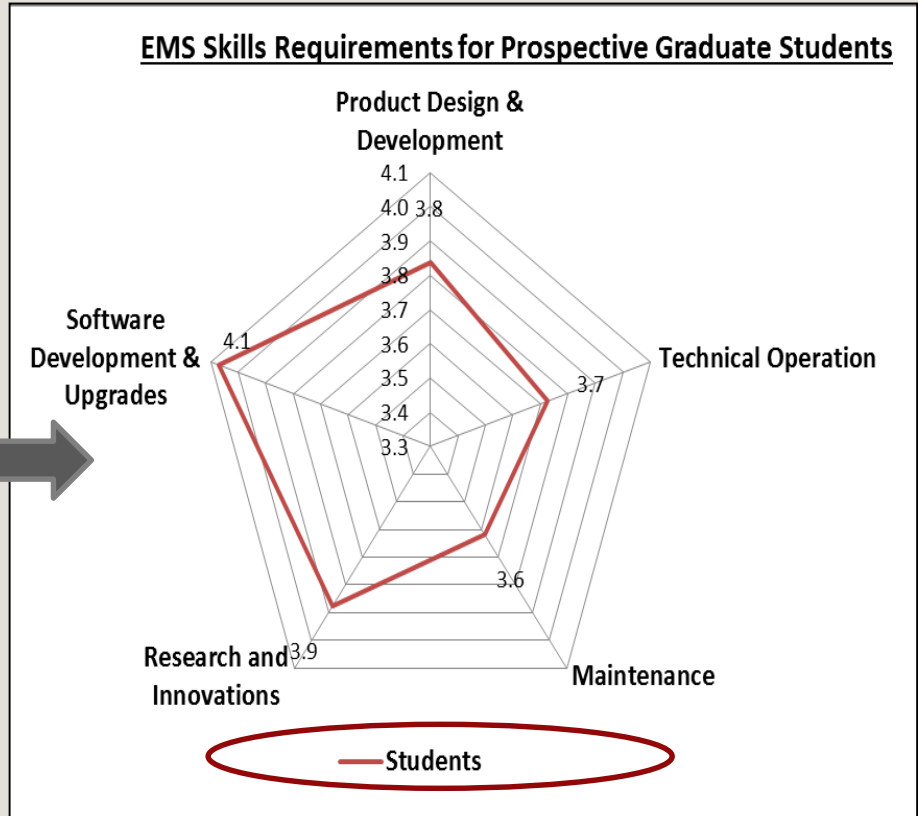 EMS Skills Requirements for Prospective Graduate Students
Product Design &
Development
4.1
4.0
3.8
3.9
3.8
3.7
3.6
3.5
3.4
3.3
Software
Development &
Upgrades
4.1
Technical Operation
3.7
3.6
Research and
Innovations
3.9
Maintenance
Students